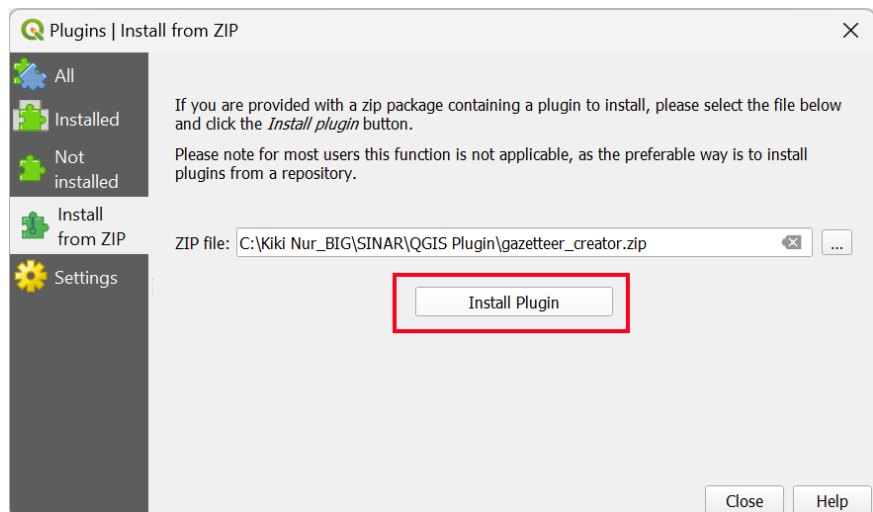 Plugins | Install from ZIP
All
Installed
Not
installed
Install
from ZIP
Settings
If you are provided with a zip package containing a plugin to install, please select the file below
and click the Install plugin button.
Please note for most users this function is not applicable, as the preferable way is to install
plugins from a repository.
ZIP file: C:\Kiki Nur_BIG\SINAR\QGIS Plugin\gazetteer_creator.zip ...
Install Plugin
Close Help